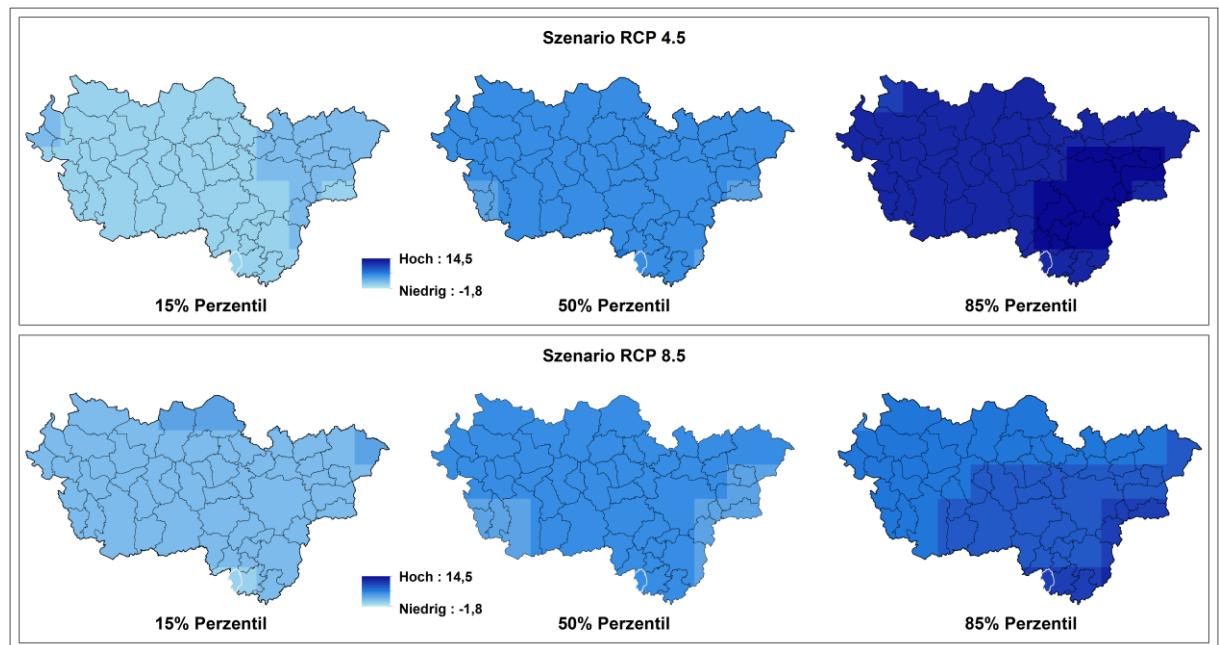 Szenario RCP 4.5
Hoch : 14,5
Niedrig : -1,8
15% Perzentil
50% Perzentil
85% Perzentil
Szenario RCP 8.5
Hoch : 14,5
Niedrig : -1,8
15% Perzentil
50% Perzentil
85% Perzentil